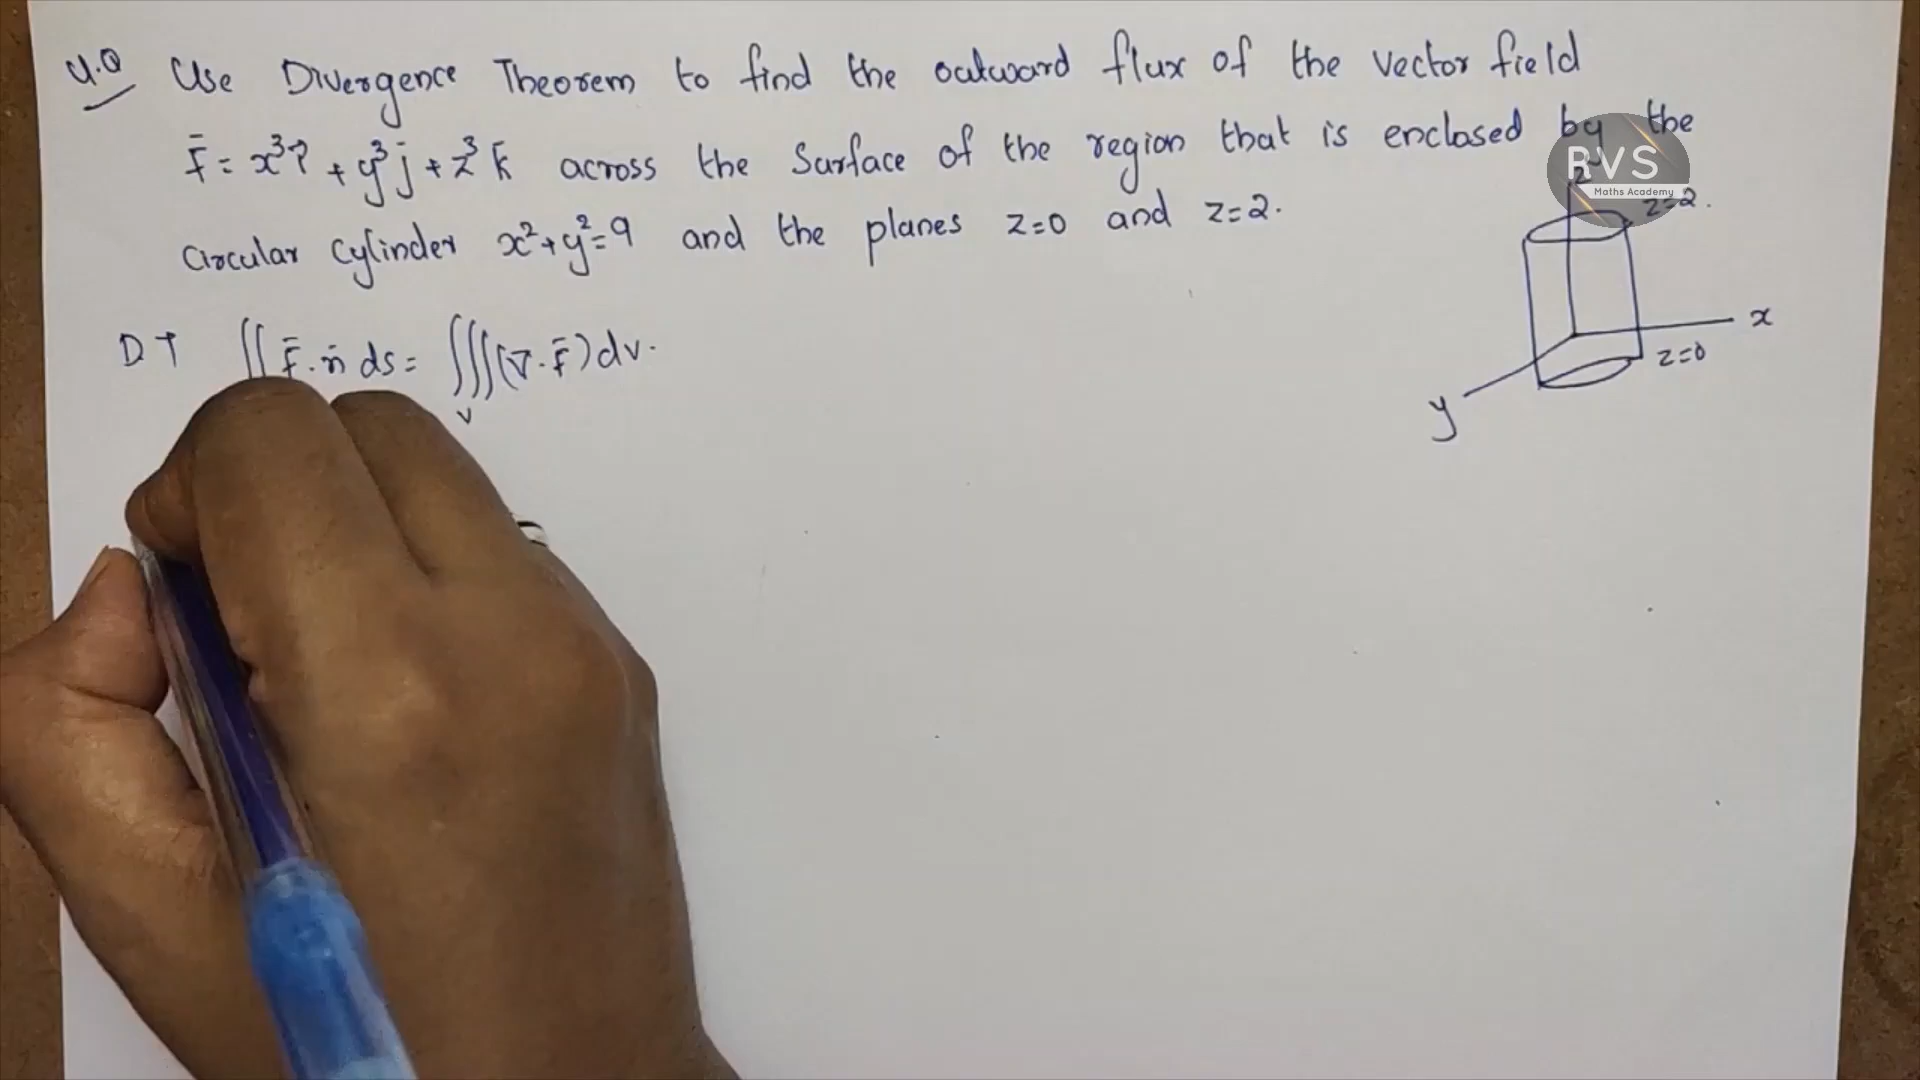 U.Q Use Divergence Theorem to find the outward flux of the vector field
F̄ = x³î + y³j̄ + z³k̄ across the Surface of the region that is enclosed by the
Circular Cylinder x²+y²=9 and the planes z=0 and z=2.
RVS
Maths Academy
z
z=2.
x
z=0
y
DT ∬ F̄.n̄ ds = ∭(∇.F̄)dv.
v